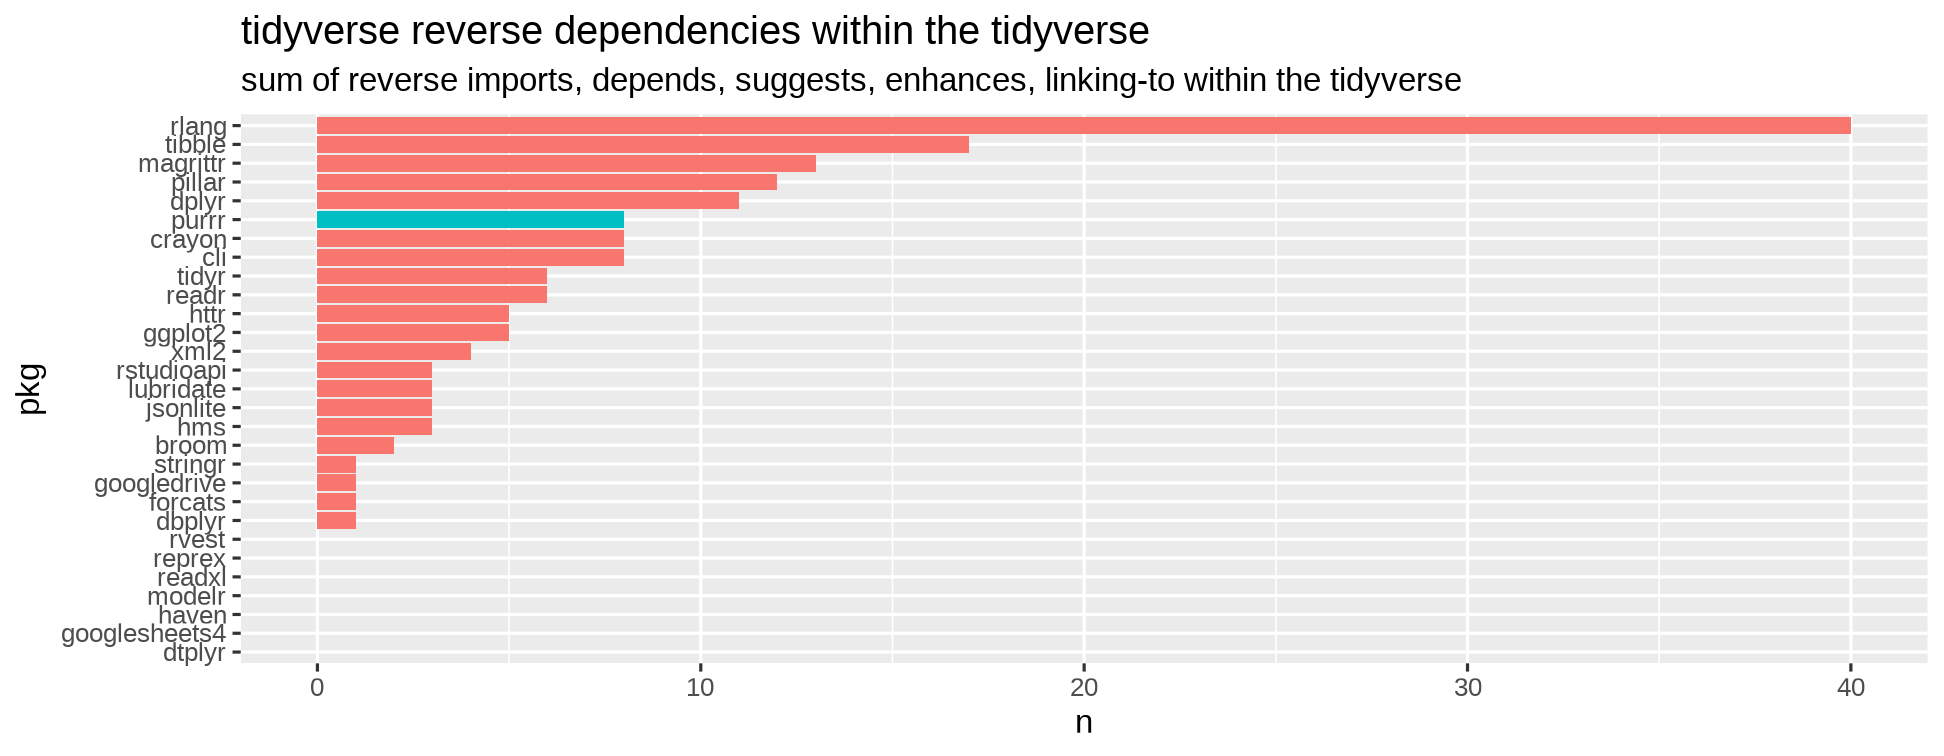 tidyverse reverse dependencies within the tidyverse
sum of reverse imports, depends, suggests, enhances, linking-to within the tidyverse
rlang
tibble
magrittr
pillar
dplyr
purrr
crayon
cli
tidyr
readr
httr
ggplot2
xml2
rstudioapi
lubridate
jsonlite
hms
broom
stringr
googledrive
forcats
dbplyr
rvest
reprex
readxl
modelr
haven
googlesheets4
dtplyr
pkg
0 10 20 30 40
n